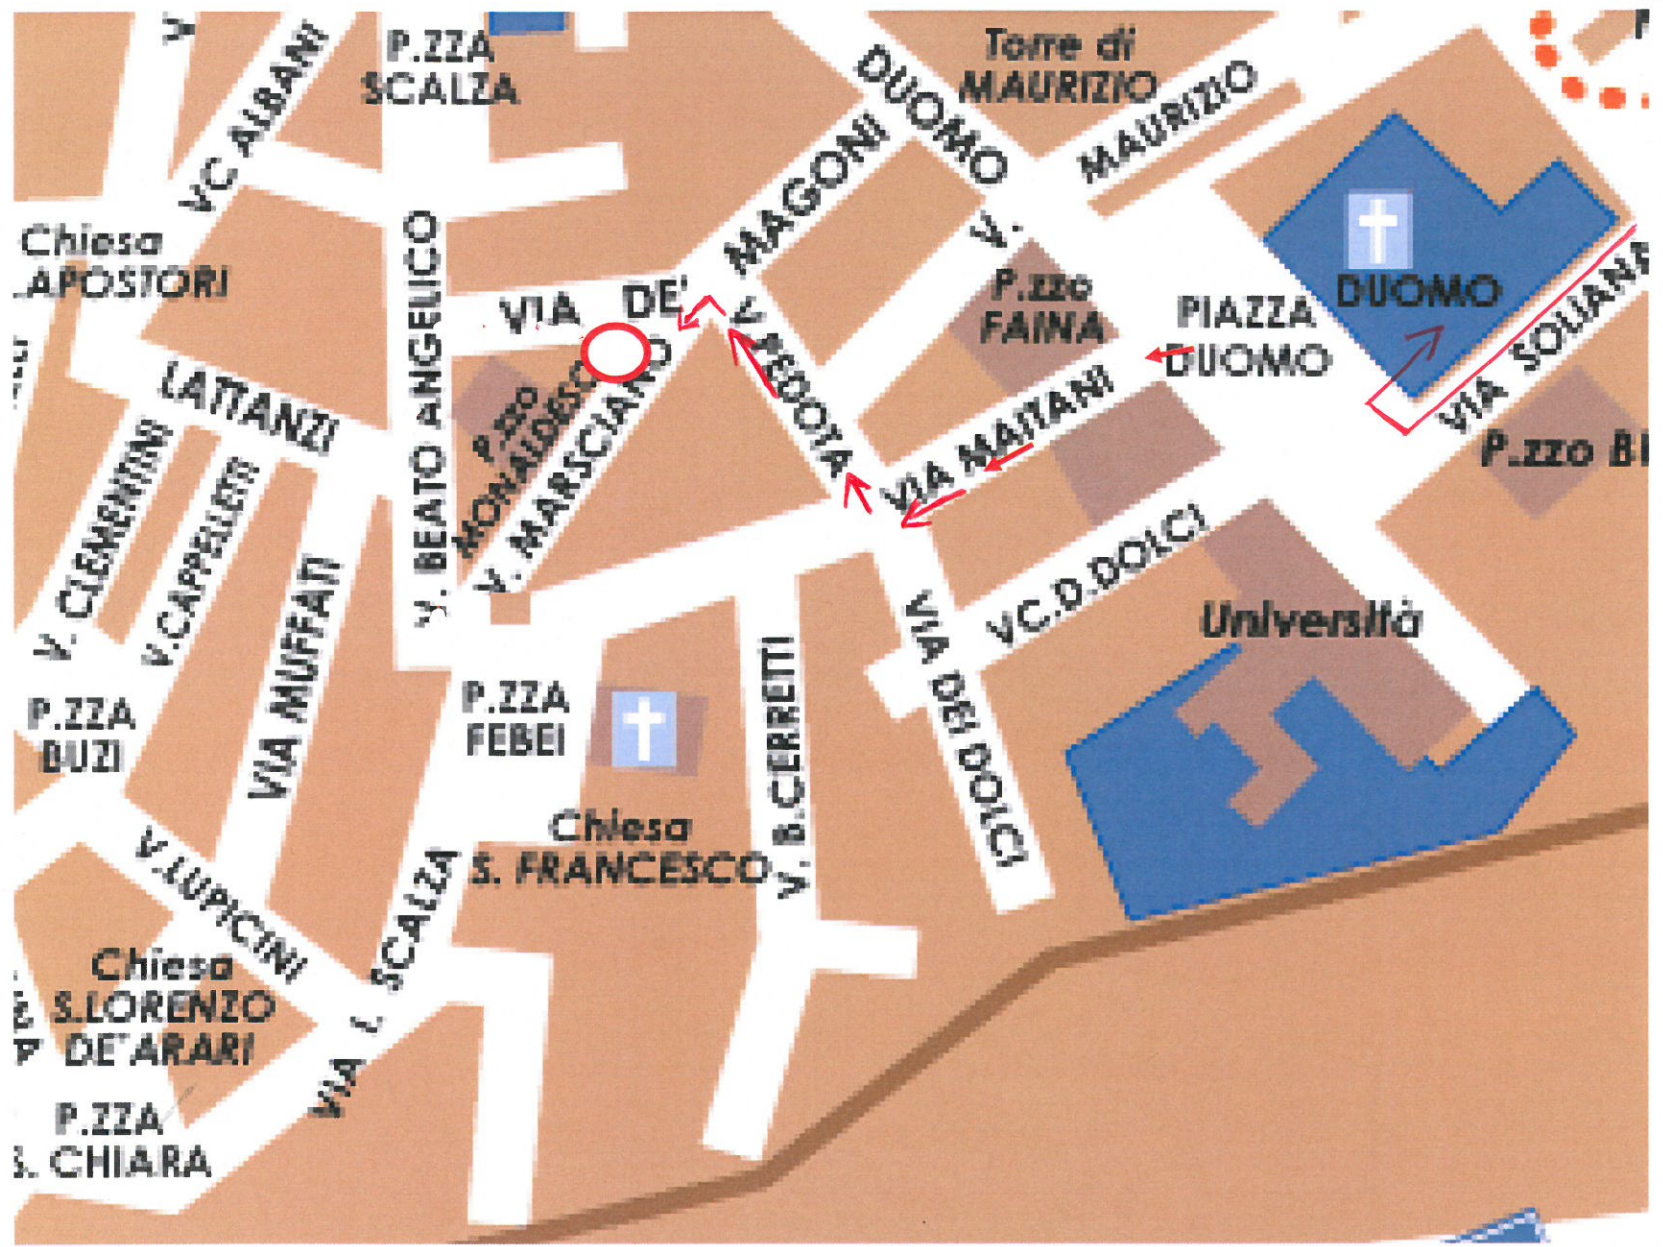 P.ZZA
SCALZA
VC ALBANI
DUOMO
Torre di
MAURIZIO
MAURIZIO
MAGONI
V.
Chiesa
.APOSTORI
V. BEATO ANGELICO
VIA DE'
P.zzo
FAINA
PIAZZA
DUOMO
DUOMO
VIA SOLIANA
V. PEDOTA
LATTANZI
P.zzo
MONALDESC
V. MARSCIANO
VIA MAITANI
V. CLEMENTINI
V.CAPPELLETTI
VIA MUFFATI
VC.D.DOLCI
Università
VIA DEI DOLCI
P.ZZA
BUZI
P.ZZA
FEBEI
V. B.CERRETTI
Chiesa
S. FRANCESCO
V.LUPICINI
VIA I. SCALZA
Chiesa
S.LORENZO
DE'ARARI
P.ZZA
S. CHIARA